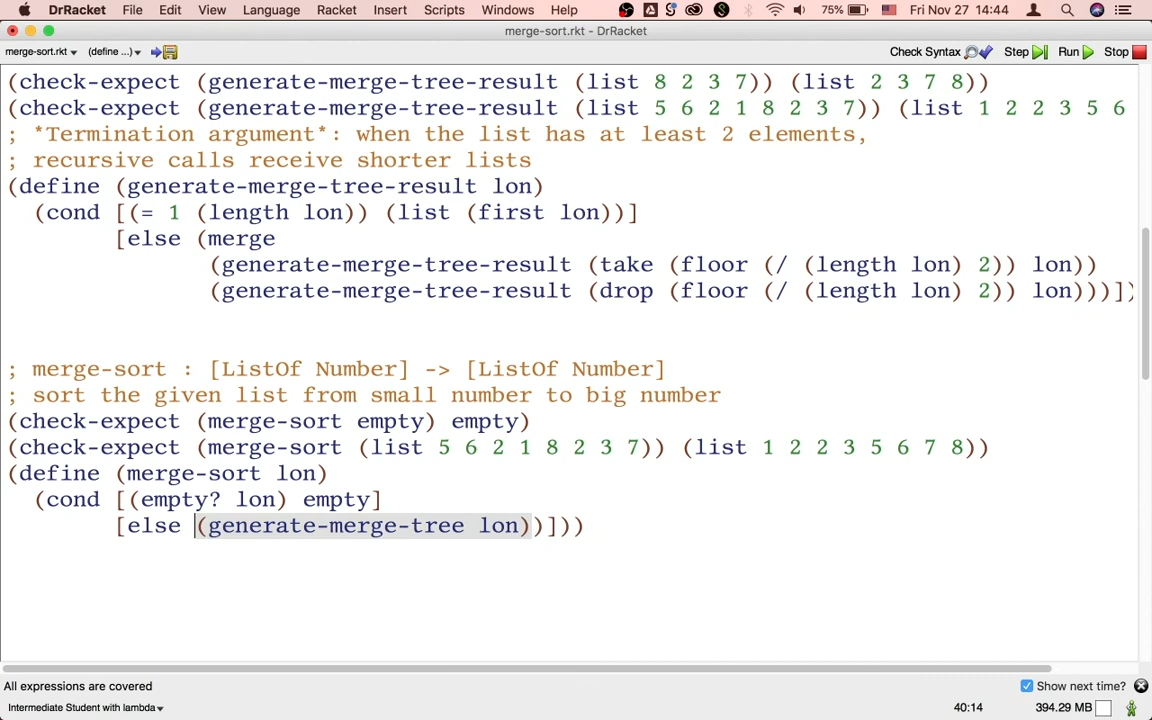 DrRacket File Edit View Language Racket Insert Scripts Windows Help 75% Fri Nov 27 14:44
merge-sort.rkt - DrRacket
merge-sort.rkt (define ...) Check Syntax Step Run Stop
(check-expect (generate-merge-tree-result (list 8 2 3 7)) (list 2 3 7 8))
(check-expect (generate-merge-tree-result (list 5 6 2 1 8 2 3 7)) (list 1 2 2 3 5 6
; *Termination argument*: when the list has at least 2 elements,
; recursive calls receive shorter lists
(define (generate-merge-tree-result lon)
(cond [(= 1 (length lon)) (list (first lon))]
[else (merge
(generate-merge-tree-result (take (floor (/ (length lon) 2)) lon))
(generate-merge-tree-result (drop (floor (/ (length lon) 2)) lon)))])
; merge-sort : [ListOf Number] -> [ListOf Number]
; sort the given list from small number to big number
(check-expect (merge-sort empty) empty)
(check-expect (merge-sort (list 5 6 2 1 8 2 3 7)) (list 1 2 2 3 5 6 7 8))
(define (merge-sort lon)
(cond [(empty? lon) empty]
[else (generate-merge-tree lon))]))
All expressions are covered Show next time?
Intermediate Student with lambda 40:14 394.29 MB